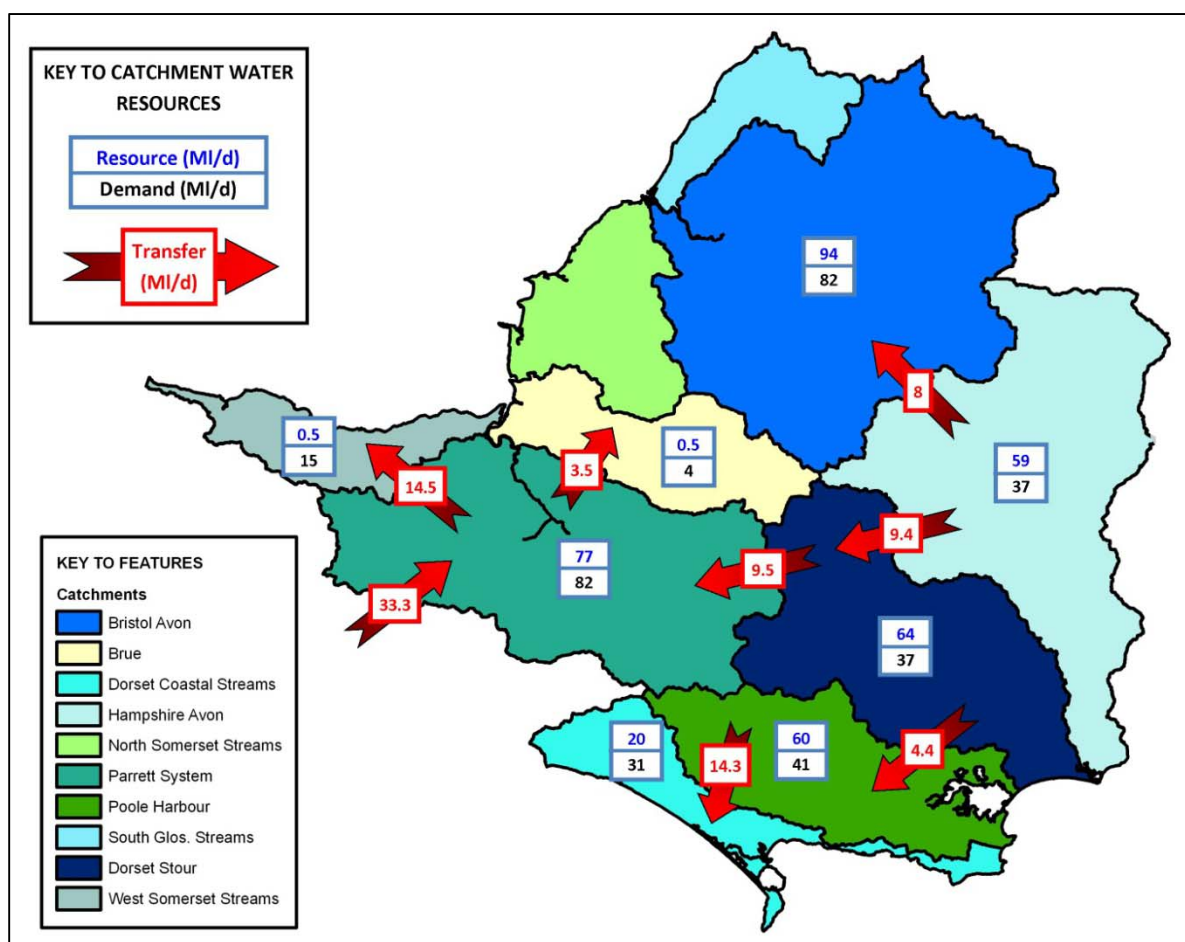 KEY TO CATCHMENT WATER
RESOURCES
Resource (Ml/d)
Demand (Ml/d)
Transfer
(Ml/d)
94
82
8
0.5
15
14.5
3.5
0.5
4
59
37
9.4
9.5
77
82
33.3
64
37
20
31
14.3
60
41
4.4
KEY TO FEATURES
Catchments
Bristol Avon
Brue
Dorset Coastal Streams
Hampshire Avon
North Somerset Streams
Parrett System
Poole Harbour
South Glos. Streams
Dorset Stour
West Somerset Streams